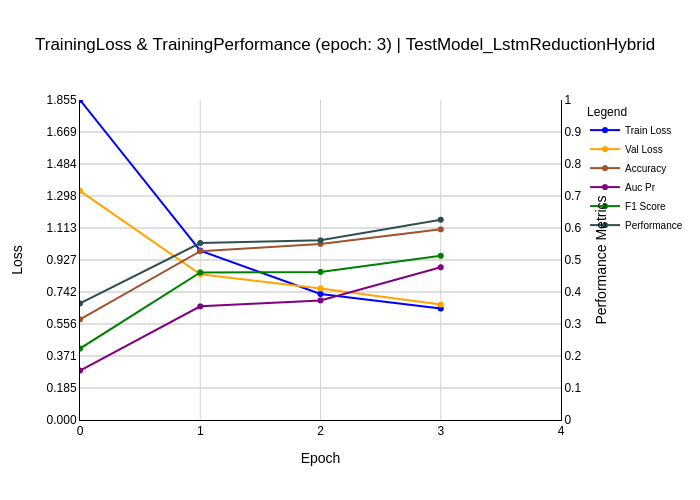 TrainingLoss & TrainingPerformance (epoch: 3) | TestModel_LstmReductionHybrid
Legend
Train Loss
Val Loss
Accuracy
Auc Pr
F1 Score
Performance
Loss
1.855
1.669
1.484
1.298
1.113
0.927
0.742
0.556
0.371
0.185
0.000
1
0.9
0.8
0.7
0.6
0.5
0.4
0.3
0.2
0.1
0
Performance Metrics
0 1 2 3 4
Epoch